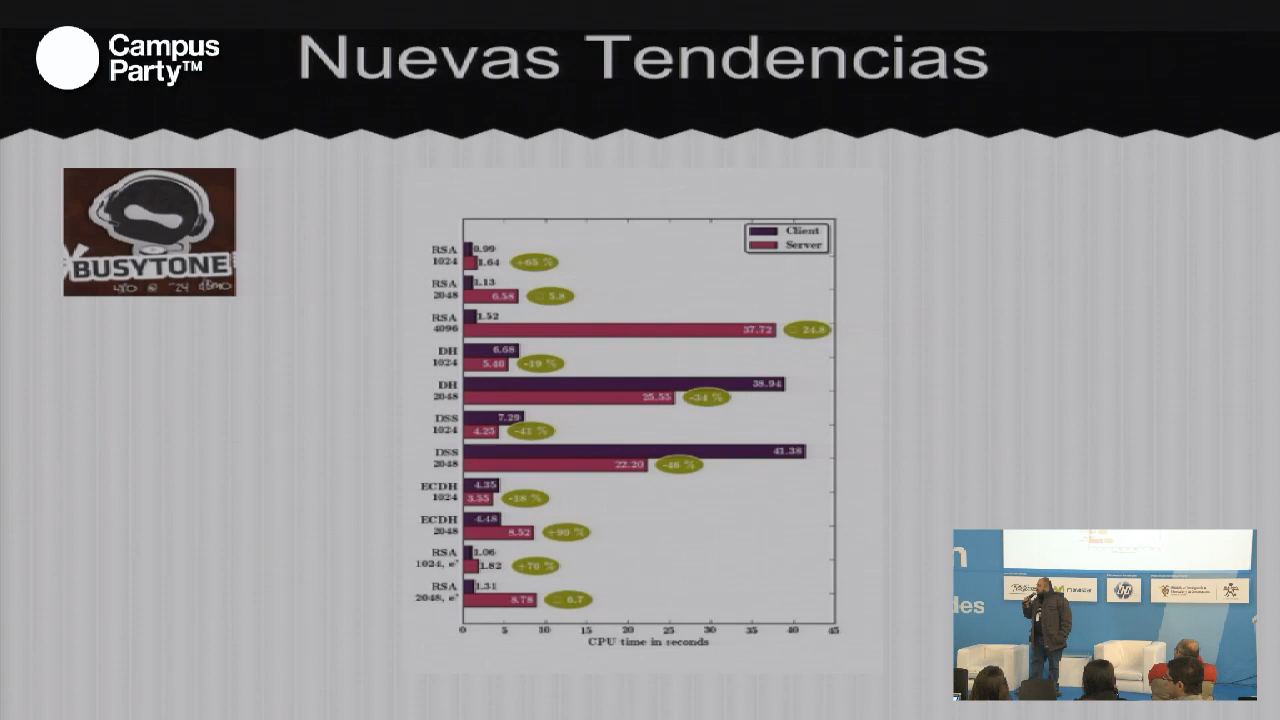 Campus
Party™
Nuevas Tendencias
BUSYTONE
Client
Server
RSA
1024
0.99
1.64
+65 %
RSA
2048
1.13
6.58
5.8
RSA
4096
1.52
37.72
24.8
DH
1024
6.68
5.40
-19 %
DH
2048
38.94
25.55
-34 %
DSS
1024
7.29
4.25
-41 %
DSS
2048
41.38
22.20
-46 %
ECDH
1024
4.35
3.55
-18 %
ECDH
2048
4.48
8.52
+90 %
RSA
1024, e'
1.06
1.82
+70 %
RSA
2048, e'
1.31
8.78
6.7
0 5 10 15 20 25 30 35 40 45
CPU time in seconds
n
des
hp